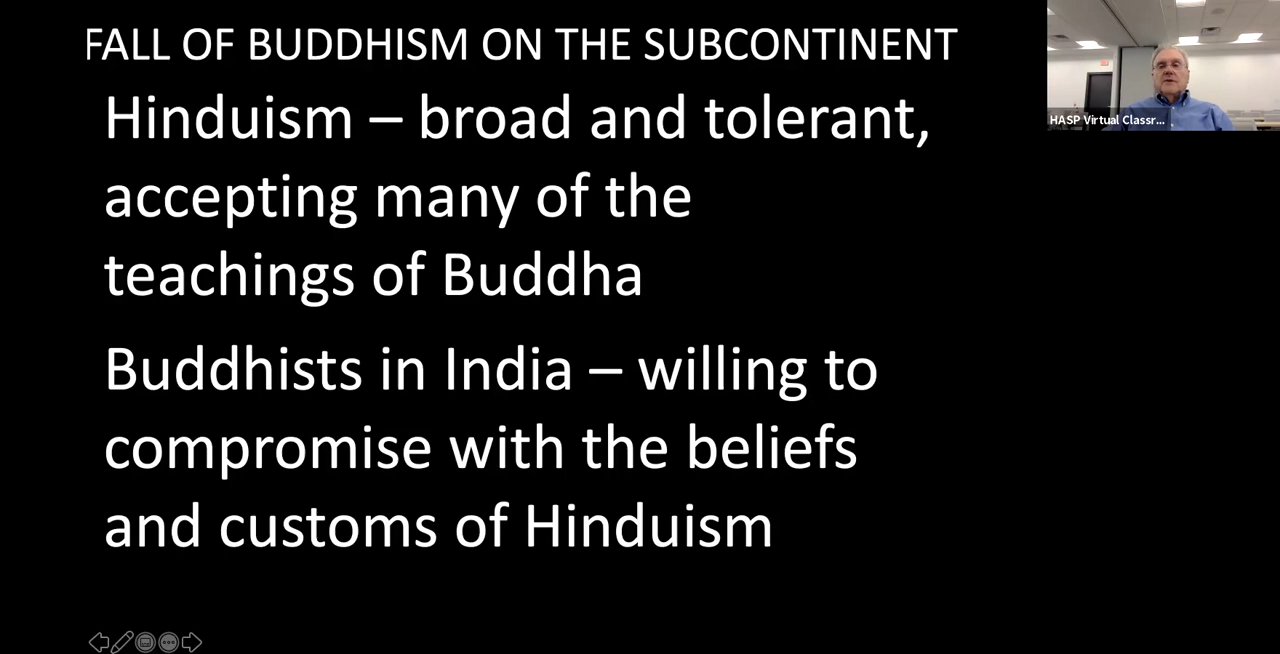 FALL OF BUDDHISM ON THE SUBCONTINENT
Hinduism – broad and tolerant,
accepting many of the
teachings of Buddha
Buddhists in India – willing to
compromise with the beliefs
and customs of Hinduism
HASP Virtual Classr...